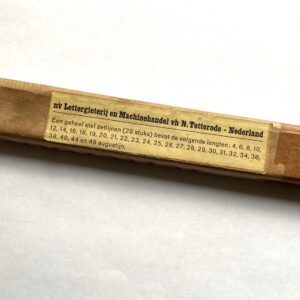 nv Lettergieterij en Machinehandel vh N. Tetterode - Nederland
Een geheel stel zetlijnen (28 stuks) bevat de volgende lengten: 4, 6, 8, 10,
12, 14, 16, 18, 19, 20, 21, 22, 23, 24, 25, 26, 27, 28, 29, 30, 31, 32, 34, 36,
38, 40, 44 en 48 augustijn.